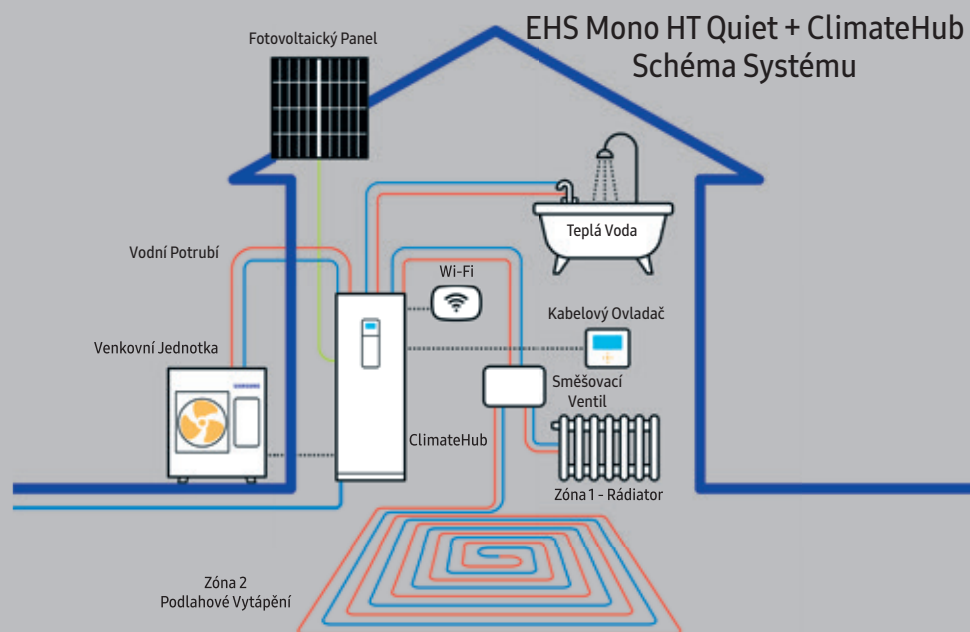 EHS Mono HT Quiet + ClimateHub
Schéma Systému
Fotovoltaický Panel
Teplá Voda
Vodní Potrubí
Wi-Fi
Kabelový Ovladač
Venkovní Jednotka
SAMSUNG
Směšovací
Ventil
ClimateHub
Zóna 1 - Rádiator
Zóna 2
Podlahové Vytápění